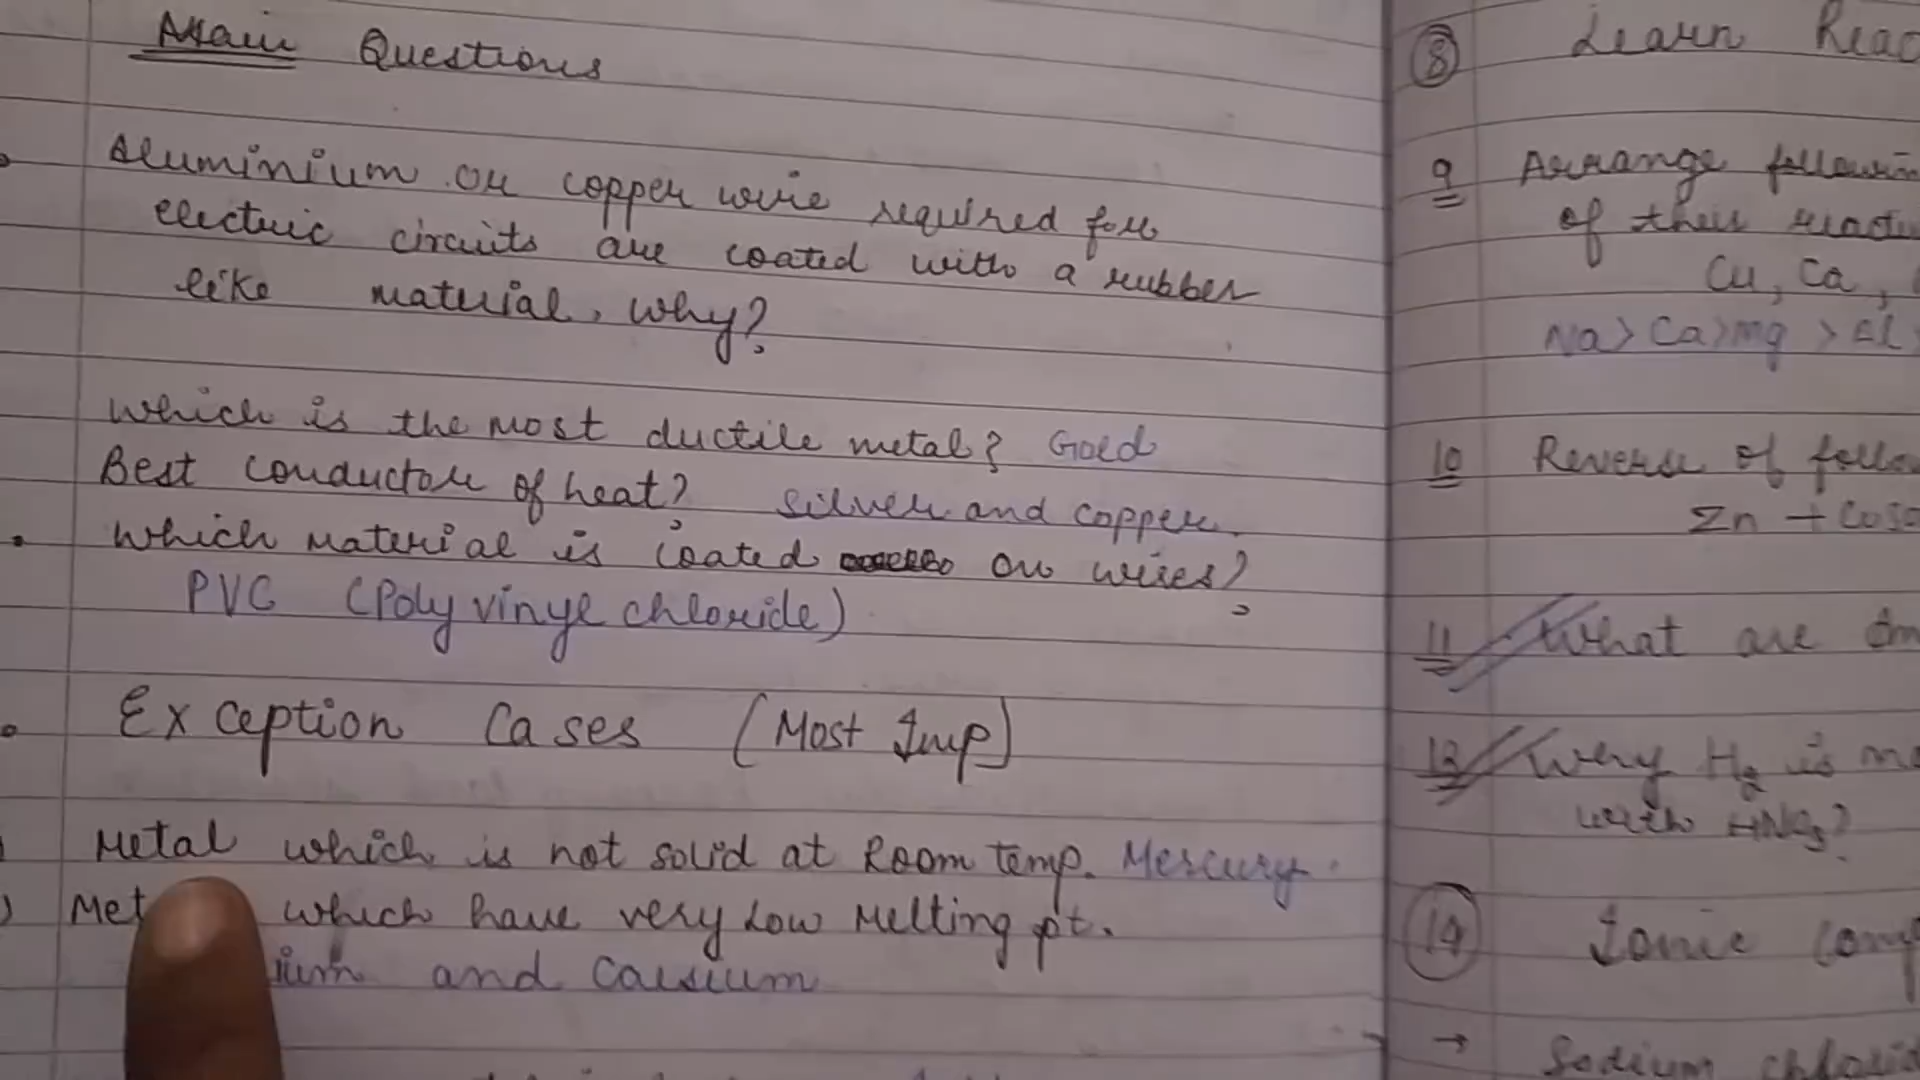 Main Questions
Aluminium or copper wire required for
electric circuits are coated with a rubber
like material, why?
which is the most ductile metal? Gold
Best conductor of heat? silver and copper.
which material is coated on wires?
PVC (Poly vinyl chloride)
Exception Cases (Most Imp)
Metal which is not solid at Room temp. Mercury.
which have very Low Melting pt.
and
8 Learn
9 Arrange
of their
Cu, Ca,
Na > Ca > Mg >
10 Reverse of
Zn +
11 What are
Why H2 is
with HNO3?
14 Ionic
→ Sodium